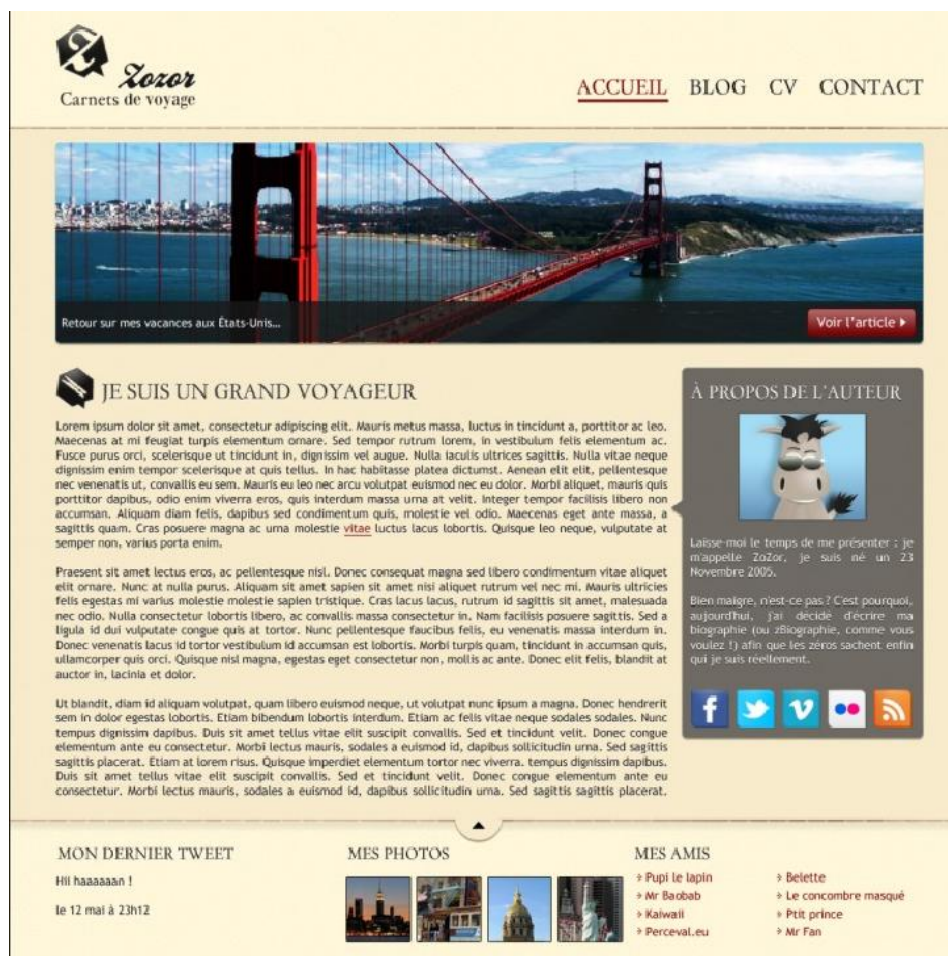 Zozor
Carnets de voyage
ACCUEIL BLOG CV CONTACT
Retour sur mes vacances aux États-Unis...
Voir l'article
JE SUIS UN GRAND VOYAGEUR
Lorem ipsum dolor sit amet, consectetur adipiscing elit. Mauris metus massa, luctus in tincidunt a, porttitor ac leo.
Maecenas at mi feugiat turpis elementum ornare. Sed tempor rutrum lorem, in vestibulum felis elementum ac.
Fusce purus orci, scelerisque ut tincidunt in, dignissim vel augue. Nulla iaculis ultrices sagittis. Nulla vitae neque
dignissim enim tempor scelerisque at quis tellus. In hac habitasse platea dictumst. Aenean elit elit, pellentesque
nec venenatis ut, convallis eu sem. Mauris eu leo nec arcu volutpat euismod nec eu dolor. Morbi aliquet, mauris quis
porttitor dapibus, odio enim viverra eros, quis interdum massa urna at velit. Integer tempor facilisis libero non
accumsan. Aliquam diam felis, dapibus sed condimentum quis, molestie vel odio. Maecenas eget ante massa, a
sagittis quam. Cras posuere magna ac urna molestie vitae luctus lacus lobortis. Quisque leo neque, vulputate at
semper non, varius porta enim.
Praesent sit amet lectus eros, ac pellentesque nisl. Donec consequat magna sed libero condimentum vitae aliquet
elit ornare. Nunc at nulla purus. Aliquam sit amet sapien sit amet nisi aliquet rutrum vel nec mi. Mauris ultricies
felis egestas mi varius molestie molestie sapien tristique. Cras lacus lacus, rutrum id sagittis sit amet, malesuada
nec odio. Nulla consectetur lobortis libero, ac convallis massa consectetur in. Nam facilisis posuere sagittis. Sed a
ligula id dui vulputate congue quis at tortor. Nunc pellentesque faucibus felis, eu venenatis massa interdum in.
Donec venenatis lacus id tortor vestibulum id accumsan est lobortis. Morbi turpis quam, tincidunt in accumsan quis,
ullamcorper quis orci. Quisque nisl magna, egestas eget consectetur non, mollis ac ante. Donec elit felis, blandit at
auctor in, lacinia et dolor.
Ut blandit, diam id aliquam volutpat, quam libero euismod neque, ut volutpat nunc ipsum a magna. Donec hendrerit
sem in dolor egestas lobortis. Etiam bibendum lobortis interdum. Etiam ac felis vitae neque sodales sodales. Nunc
tempus dignissim dapibus. Duis sit amet tellus vitae elit suscipit convallis. Sed et tincidunt velit. Donec congue
elementum ante eu consectetur. Morbi lectus mauris, sodales a euismod id, dapibus sollicitudin urna. Sed sagittis
sagittis placerat. Etiam at lorem risus. Quisque imperdiet elementum tortor nec viverra. tempus dignissim dapibus.
Duis sit amet tellus vitae elit suscipit convallis. Sed et tincidunt velit. Donec congue elementum ante eu
consectetur. Morbi lectus mauris, sodales a euismod id, dapibus sollicitudin urna. Sed sagittis sagittis placerat.
À PROPOS DE L'AUTEUR
Laisse-moi le temps de me présenter : je
m'appelle ZoZor, je suis né un 23
Novembre 2005.
Bien maigre, n'est-ce pas ? C'est pourquoi,
aujourd'hui, j'ai décidé d'écrire ma
biographie (ou zBiographie, comme vous
voulez !) afin que les zéros sachent enfin
qui je suis réellement.
MON DERNIER TWEET
Hii haaaaaan !
le 12 mai à 23h12
MES PHOTOS
MES AMIS
Pupi le lapin
Mr Baobab
Kaiwaii
Perceval.eu
Belette
Le concombre masqué
Ptit prince
Mr Fan